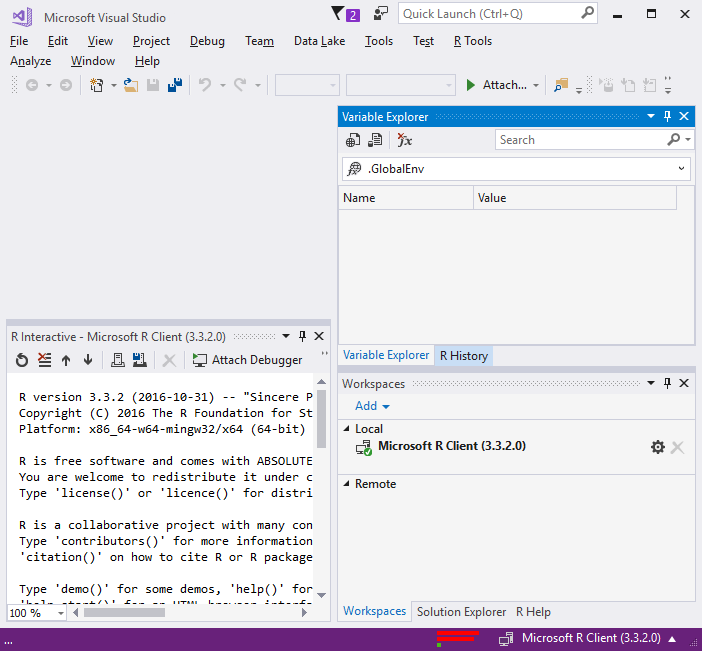 Microsoft Visual Studio
2
Quick Launch (Ctrl+Q)
File Edit View Project Debug Team Data Lake Tools Test R Tools
Analyze Window Help
Attach...
Variable Explorer
Search
.GlobalEnv
Name Value
Variable Explorer R History
R Interactive - Microsoft R Client (3.3.2.0)
Attach Debugger
R version 3.3.2 (2016-10-31) -- "Sincere P
Copyright (C) 2016 The R Foundation for St
Platform: x86_64-w64-mingw32/x64 (64-bit)
R is free software and comes with ABSOLUTE
You are welcome to redistribute it under c
Type 'license()' or 'licence()' for distri
R is a collaborative project with many con
Type 'contributors()' for more information
'citation()' on how to cite R or R package
Type 'demo()' for some demos, 'help()' for
100 %
Workspaces
Add
Local
Microsoft R Client (3.3.2.0)
Remote
Workspaces Solution Explorer R Help
... Microsoft R Client (3.3.2.0)